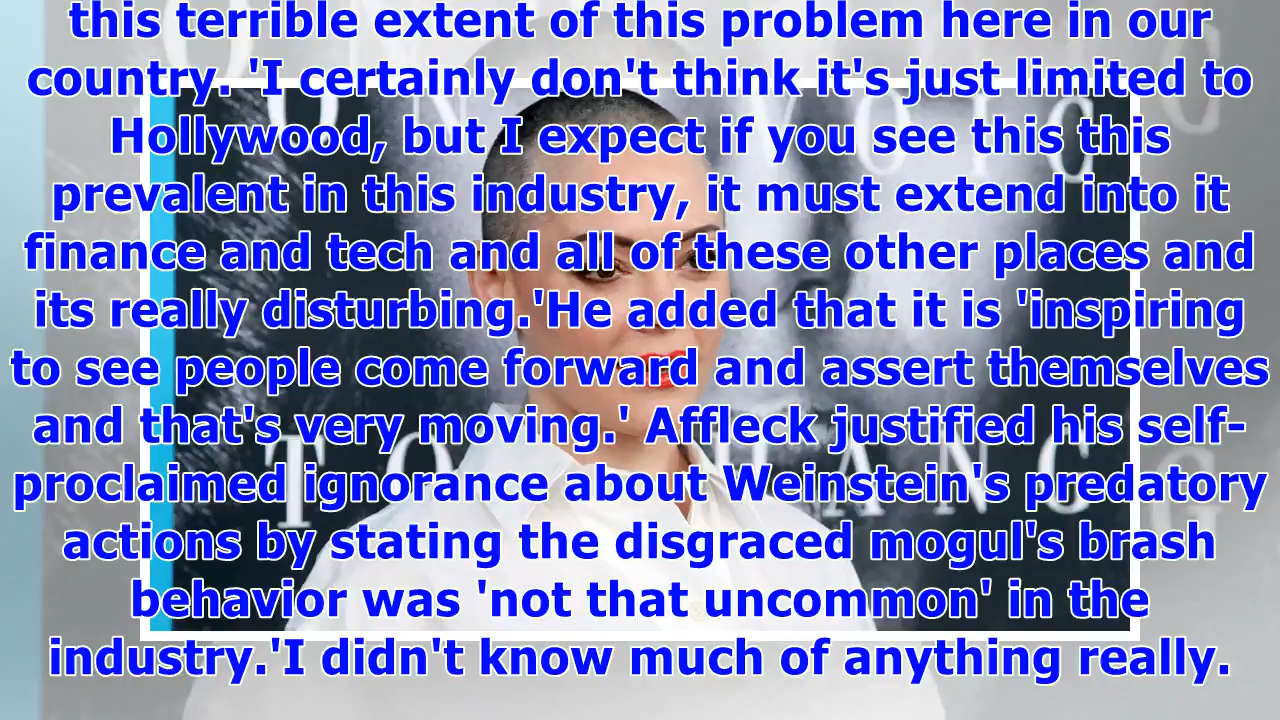 this terrible extent of this problem here in our
country. 'I certainly don't think it's just limited to
Hollywood, but I expect if you see this this
prevalent in this industry, it must extend into it
finance and tech and all of these other places and
its really disturbing.'He added that it is 'inspiring
to see people come forward and assert themselves
and that's very moving.' Affleck justified his self-
proclaimed ignorance about Weinstein's predatory
actions by stating the disgraced mogul's brash
behavior was 'not that uncommon' in the
industry.'I didn't know much of anything really.